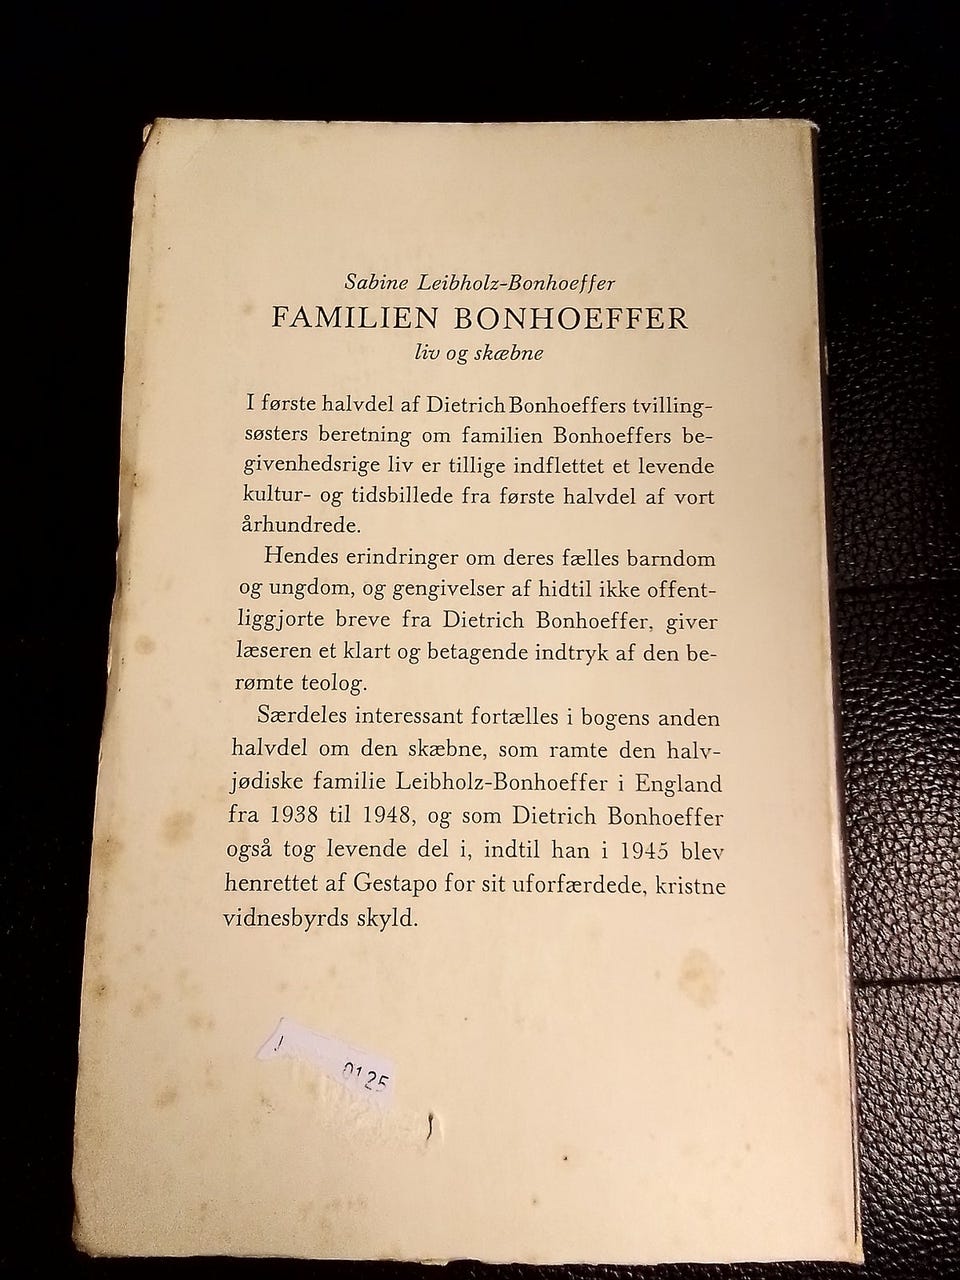 Sabine Leibholz-Bonhoeffer
FAMILIEN BONHOEFFER
liv og skæbne
I første halvdel af Dietrich Bonhoeffers tvilling-
søsters beretning om familien Bonhoeffers be-
givenhedsrige liv er tillige indflettet et levende
kultur- og tidsbillede fra første halvdel af vort
århundrede.
Hendes erindringer om deres fælles barndom
og ungdom, og gengivelser af hidtil ikke offent-
liggjorte breve fra Dietrich Bonhoeffer, giver
læseren et klart og betagende indtryk af den be-
rømte teolog.
Særdeles interessant fortælles i bogens anden
halvdel om den skæbne, som ramte den halv-
jødiske familie Leibholz-Bonhoeffer i England
fra 1938 til 1948, og som Dietrich Bonhoeffer
også tog levende del i, indtil han i 1945 blev
henrettet af Gestapo for sit uforfærdede, kristne
vidnesbyrds skyld.
0125